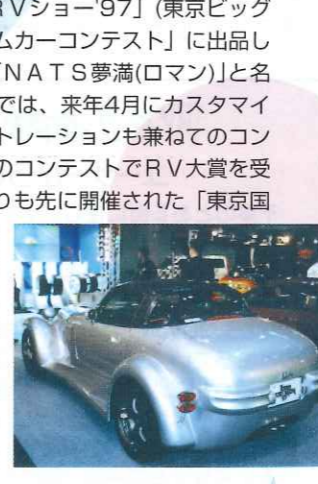 RVショー'97」(東京ビッグ
ムカーコンテスト」に出品し
「ＮＡＴＳ夢満(ロマン)」と名
では、来年4月にカスタマイ
トレーションも兼ねてのコン
のコンテストでＲＶ大賞を受
りも先に開催された「東京国